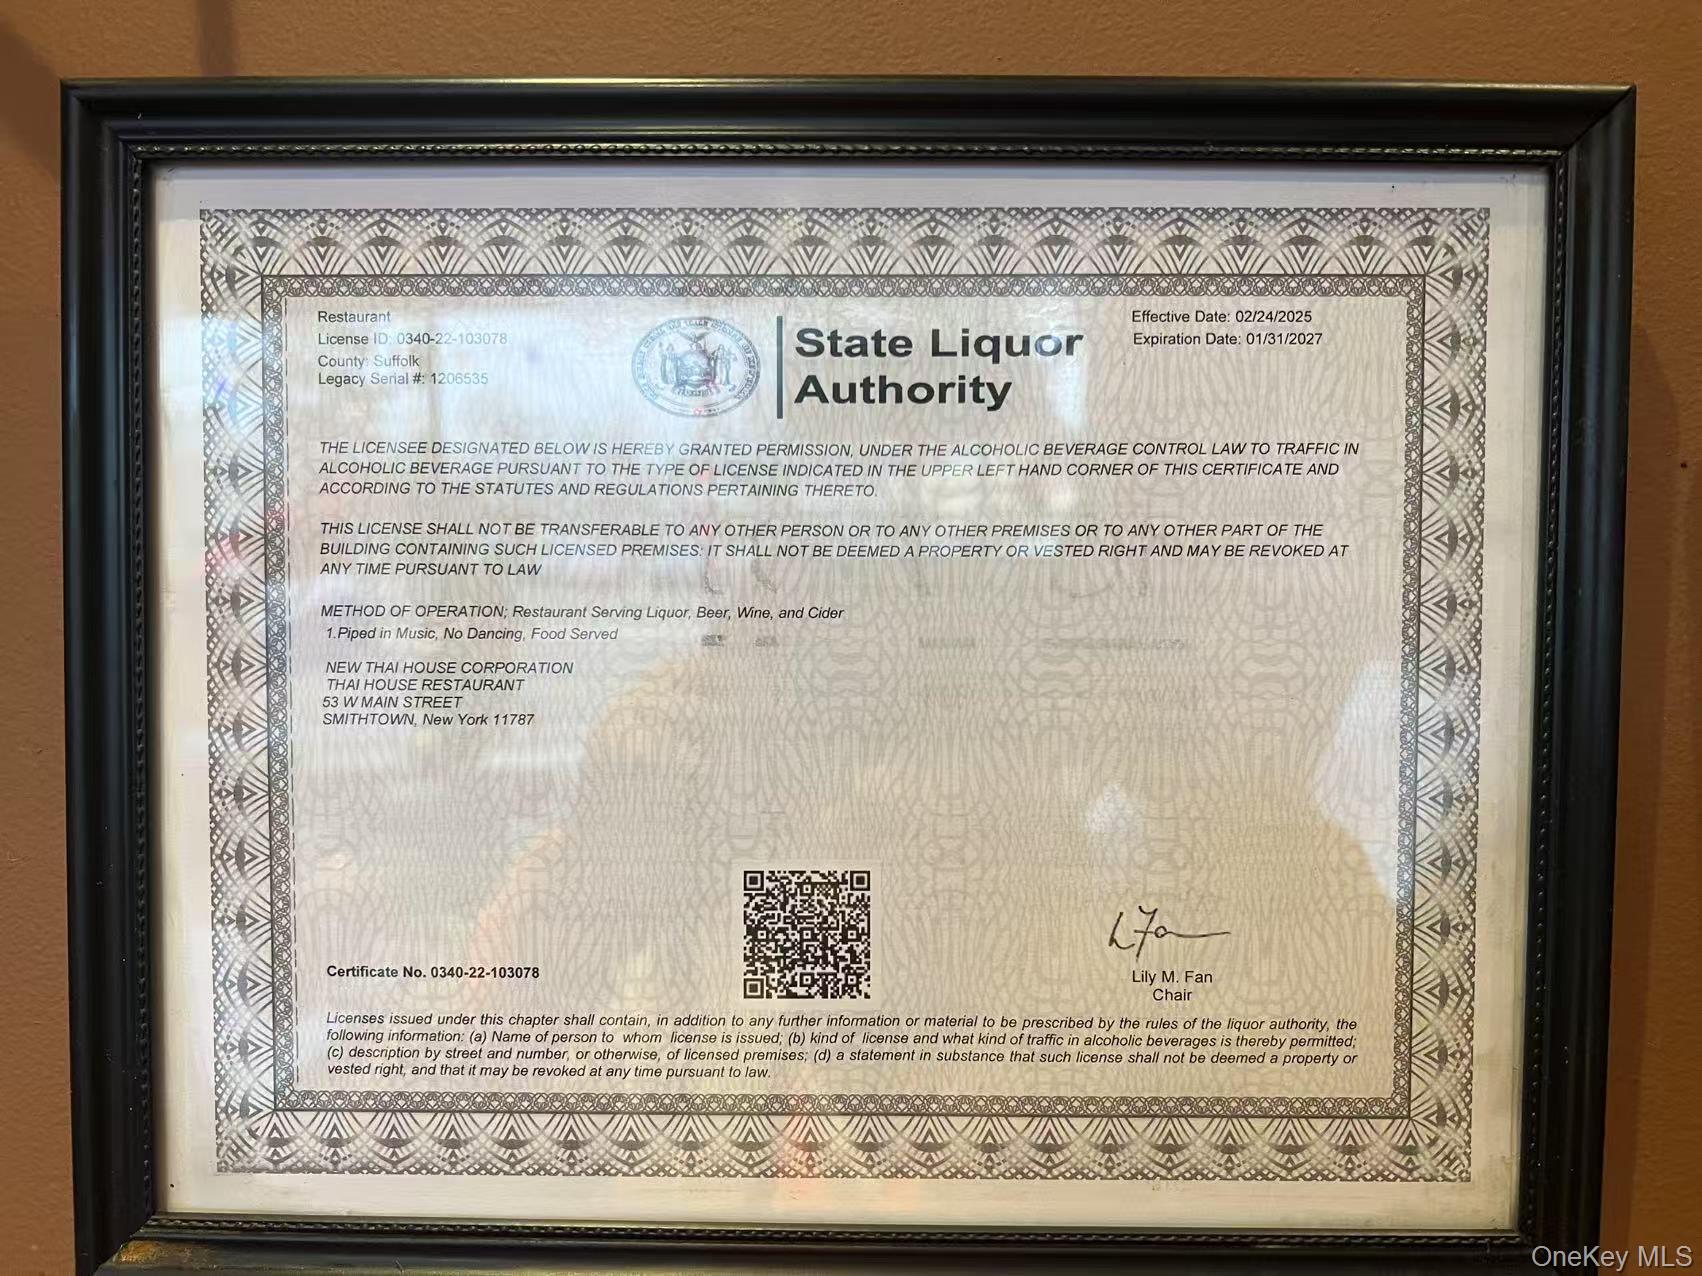 Restaurant
License ID: 0340-22-103078
County: Suffolk
Legacy Serial #: 1206535
State Liquor
Authority
Effective Date: 02/24/2025
Expiration Date: 01/31/2027
THE LICENSEE DESIGNATED BELOW IS HEREBY GRANTED PERMISSION, UNDER THE ALCOHOLIC BEVERAGE CONTROL LAW TO TRAFFIC IN
ALCOHOLIC BEVERAGE PURSUANT TO THE TYPE OF LICENSE INDICATED IN THE UPPER LEFT HAND CORNER OF THIS CERTIFICATE AND
ACCORDING TO THE STATUTES AND REGULATIONS PERTAINING THERETO.
THIS LICENSE SHALL NOT BE TRANSFERABLE TO ANY OTHER PERSON OR TO ANY OTHER PREMISES OR TO ANY OTHER PART OF THE
BUILDING CONTAINING SUCH LICENSED PREMISES: IT SHALL NOT BE DEEMED A PROPERTY OR VESTED RIGHT AND MAY BE REVOKED AT
ANY TIME PURSUANT TO LAW
METHOD OF OPERATION; Restaurant Serving Liquor, Beer, Wine, and Cider
1.Piped in Music, No Dancing, Food Served
NEW THAI HOUSE CORPORATION
THAI HOUSE RESTAURANT
53 W MAIN STREET
SMITHTOWN, New York 11787
Certificate No. 0340-22-103078
Lily M. Fan
Chair
Licenses issued under this chapter shall contain, in addition to any further information or material to be prescribed by the rules of the liquor authority, the
following information: (a) Name of person to whom license is issued; (b) kind of license and what kind of traffic in alcoholic beverages is thereby permitted;
(c) description by street and number, or otherwise, of licensed premises; (d) a statement in substance that such license shall not be deemed a property or
vested right, and that it may be revoked at any time pursuant to law.
OneKey MLS